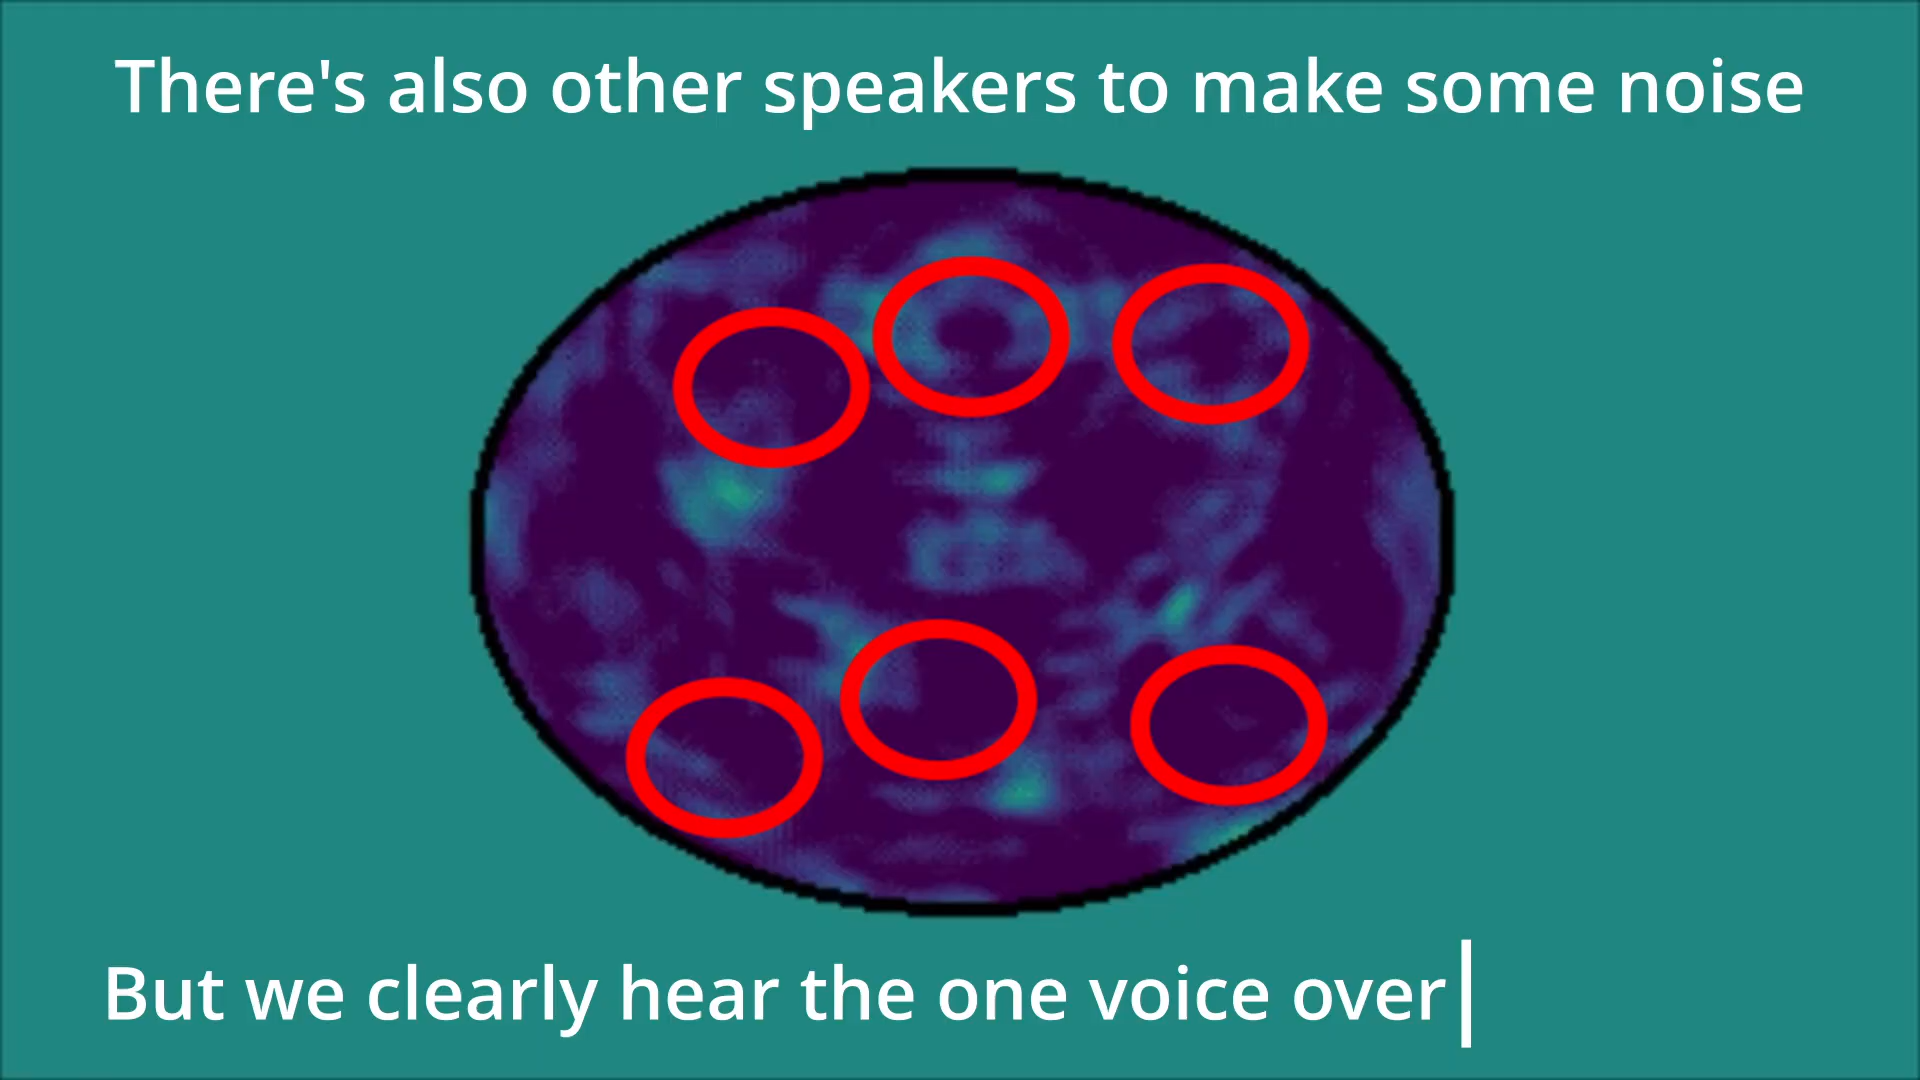 There's also other speakers to make some noise
But we clearly hear the one voice over